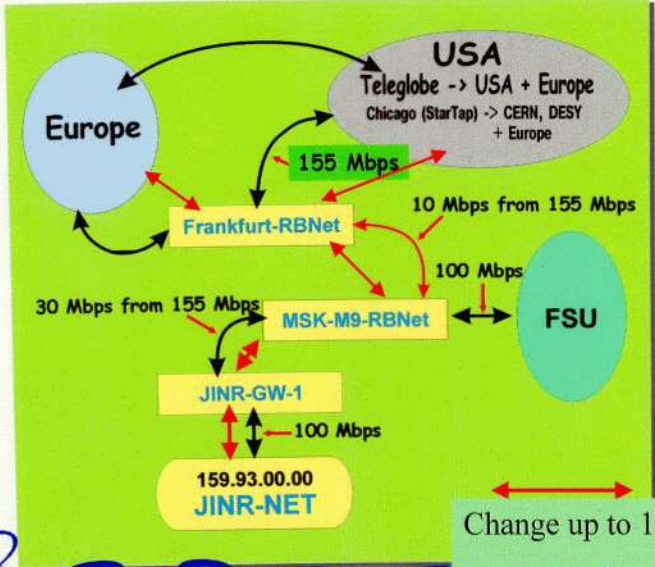 USA
Teleglobe -> USA + Europe
Chicago (StarTap) -> CERN, DESY
+ Europe
Europe
155 Mbps
Frankfurt-RBNet
10 Mbps from 155 Mbps
100 Mbps
30 Mbps from 155 Mbps
MSK-M9-RBNet
FSU
JINR-GW-1
100 Mbps
159.93.00.00
JINR-NET
Change up to 1